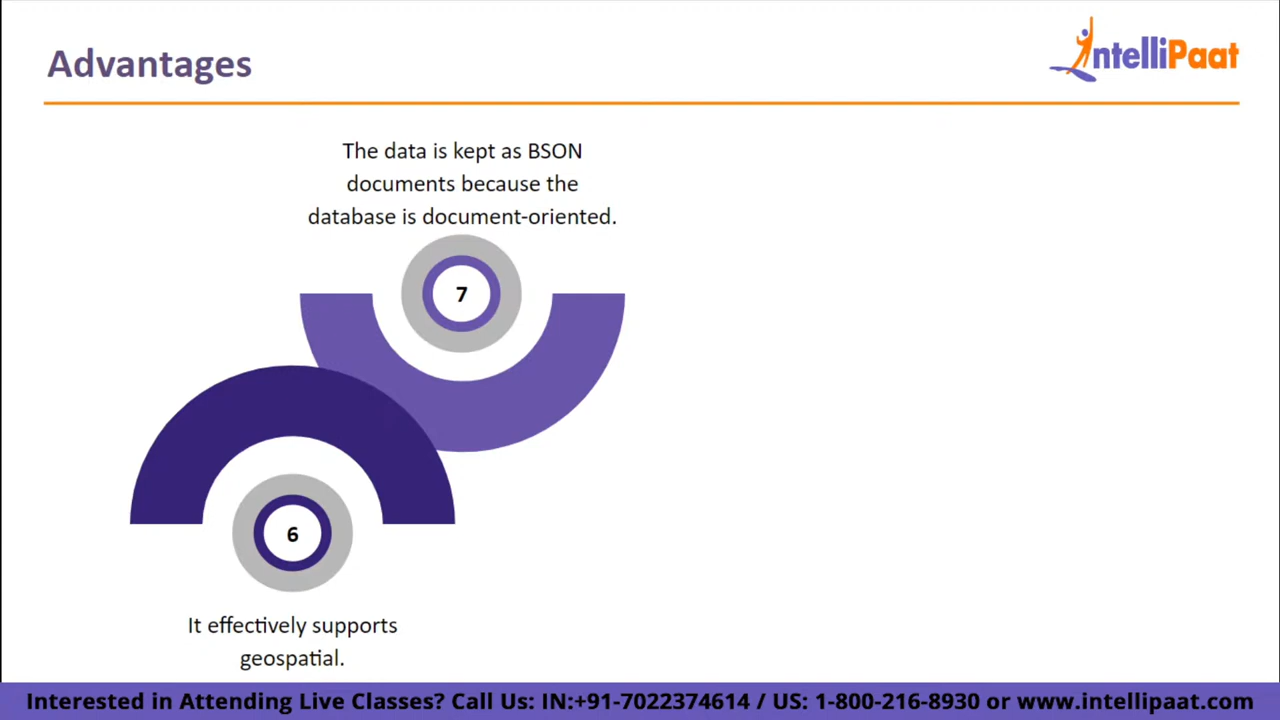 Advantages
IntelliPaat
The data is kept as BSON
documents because the
database is document-oriented.
7
6
It effectively supports
geospatial.
Interested in Attending Live Classes? Call Us: IN:+91-7022374614 / US: 1-800-216-8930 or www.intellipaat.com